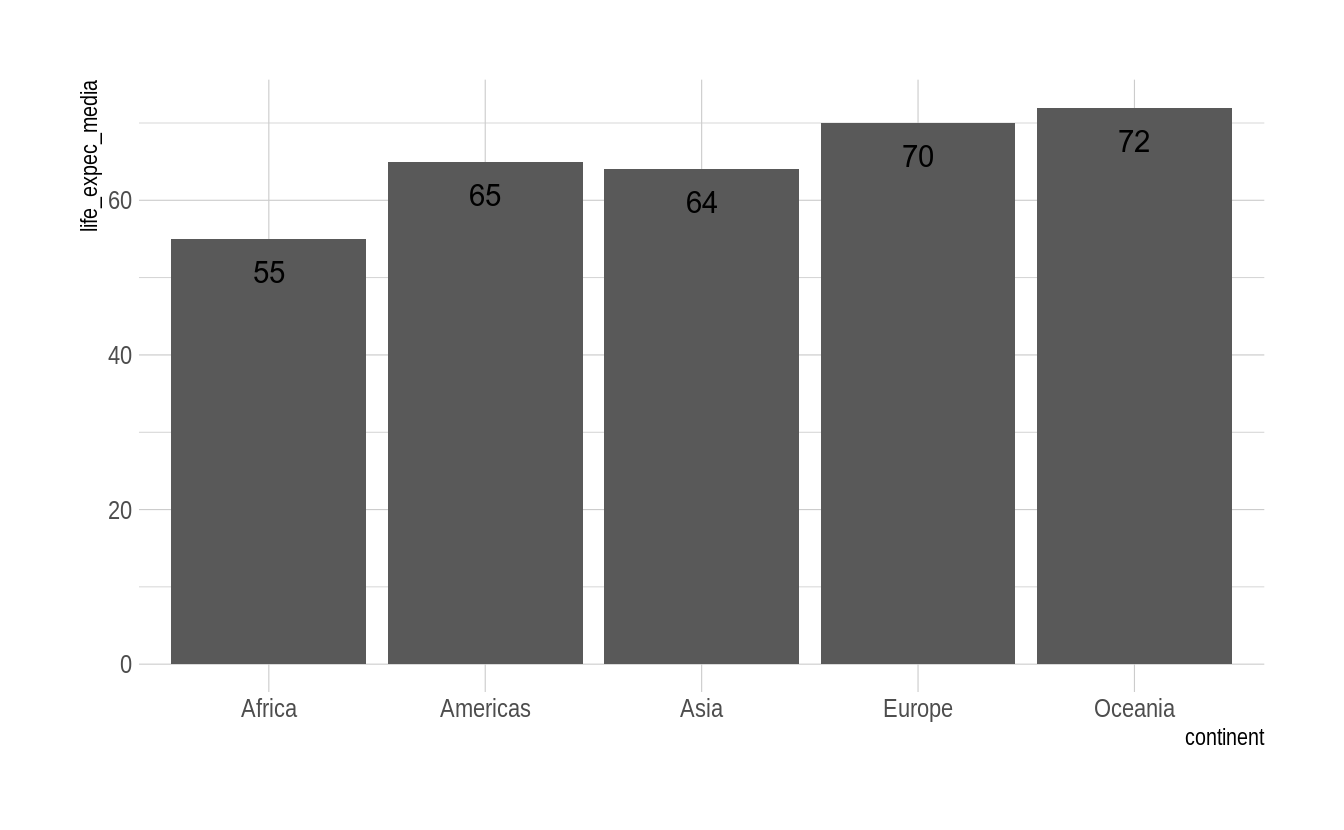 life_expec_media
60
40
20
0
55
65
64
70
72
Africa
Americas
Asia
Europe
Oceania
continent